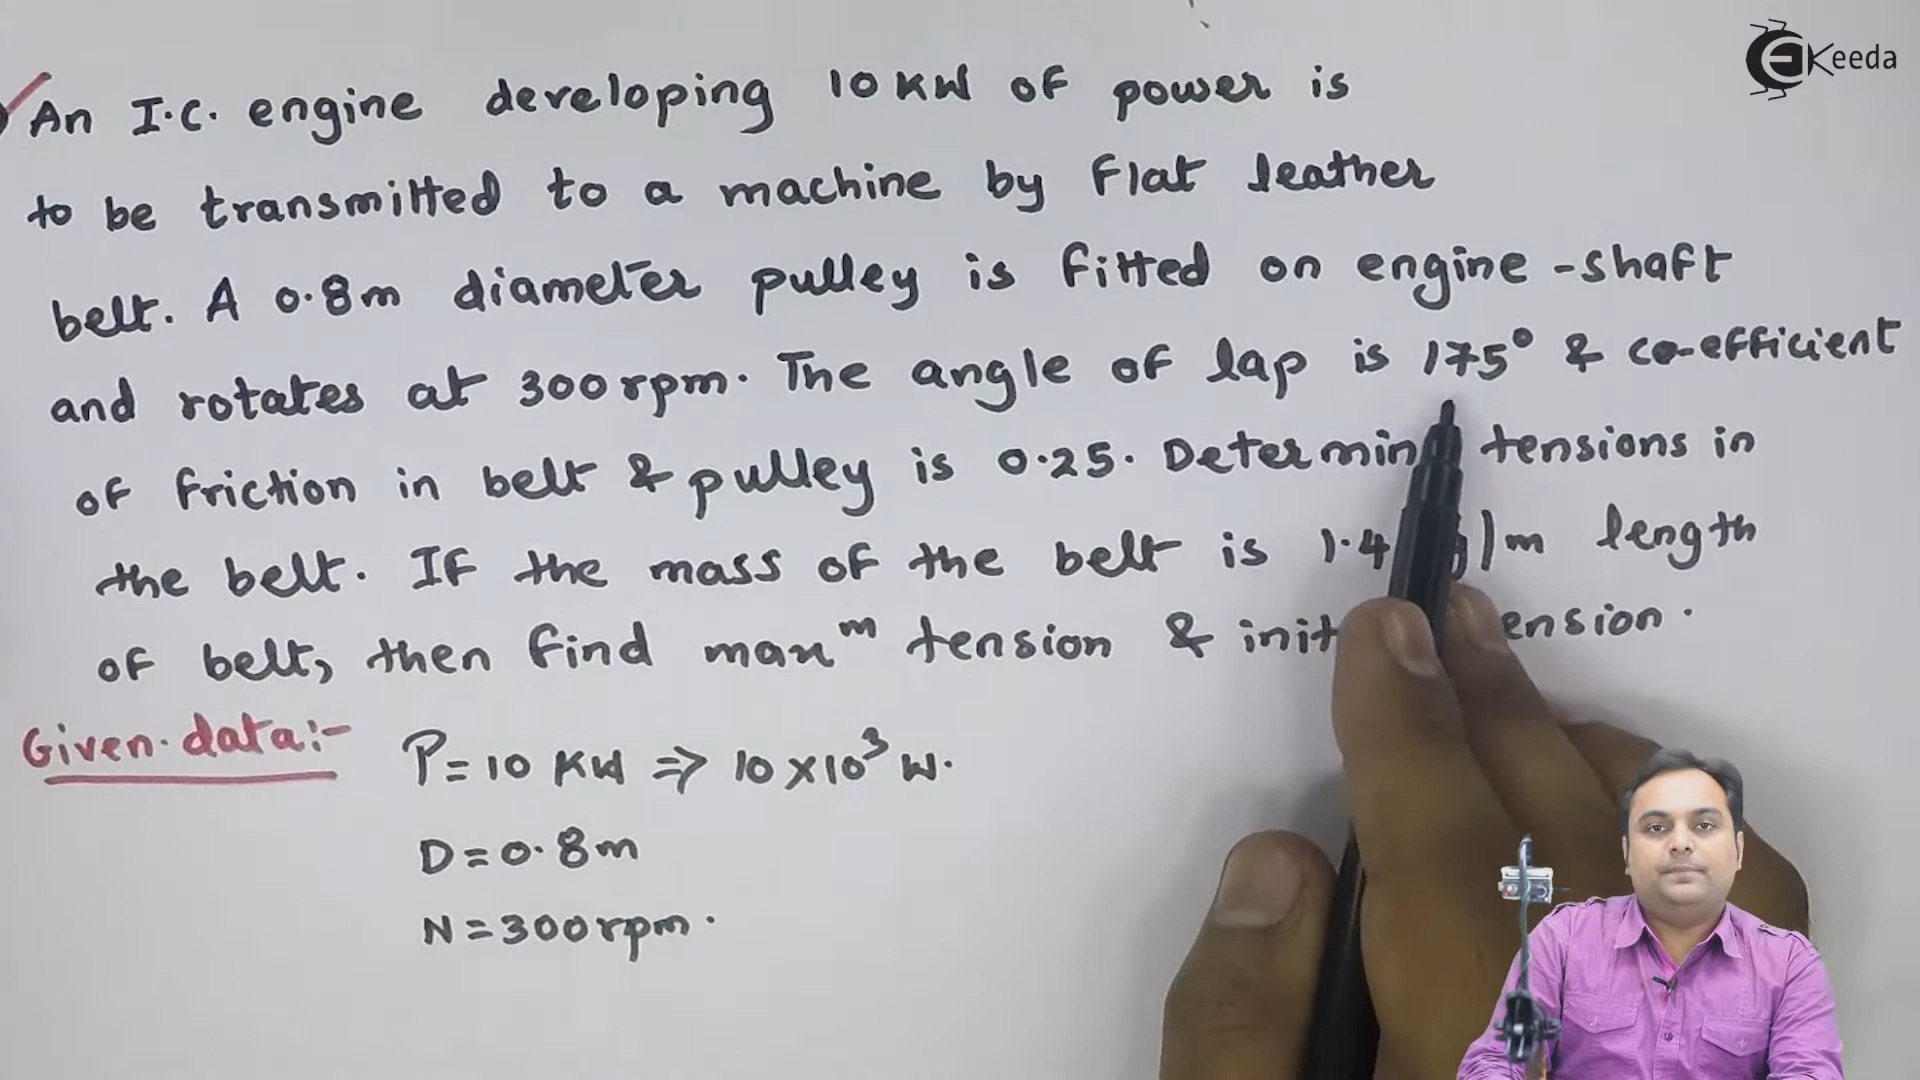 Keeda
An I.C. engine developing 10 KW of power is
to be transmitted to a machine by flat leather
belt. A 0.8m diameter pulley is fitted on engine-shaft
and rotates at 300 rpm. The angle of lap is 175° & co-efficient
of friction in belt & pulley is 0.25. Determin tensions in
the belt. If the mass of the belt is 1.4 /m length
of belt, then find maxᵐ tension & init ension.
Given data:- P = 10 KW ⇒ 10 x 10³ W.
D = 0.8m
N = 300 rpm.